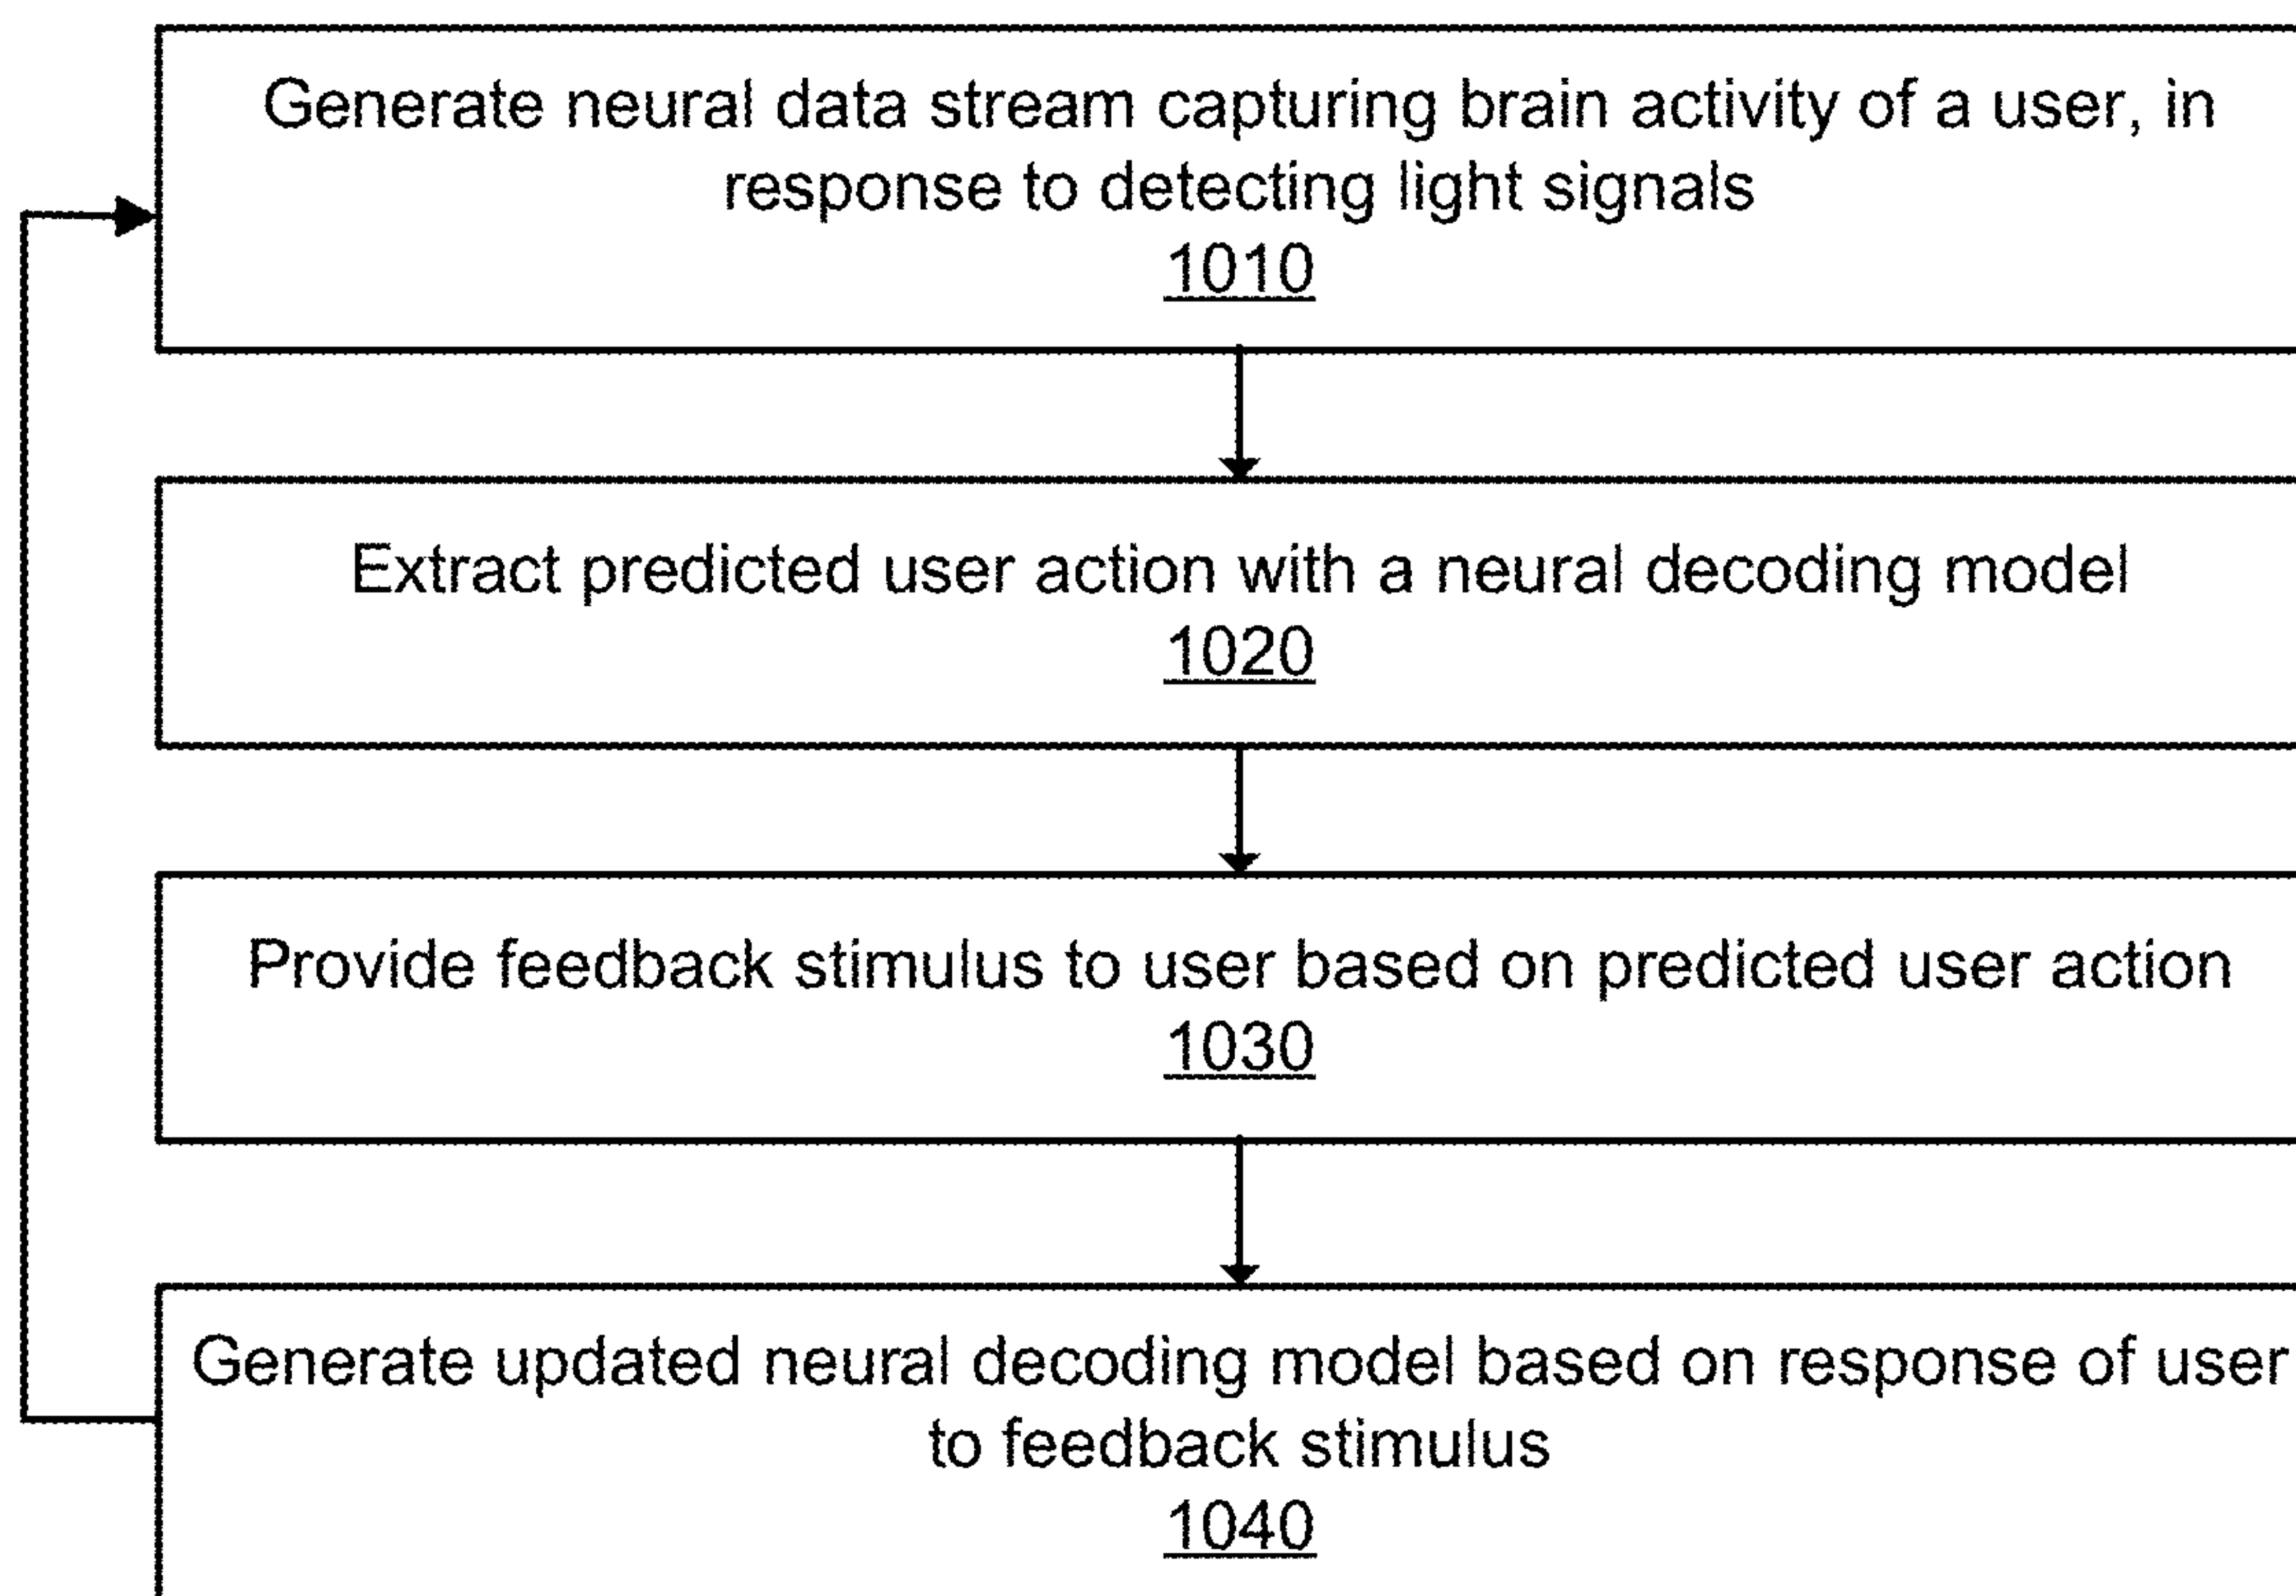 Generate neural data stream capturing brain activity of a user, in
response to detecting light signals
1010
Extract predicted user action with a neural decoding model
1020
Provide feedback stimulus to user based on predicted user action
1030
Generate updated neural decoding model based on response of user
to feedback stimulus
1040